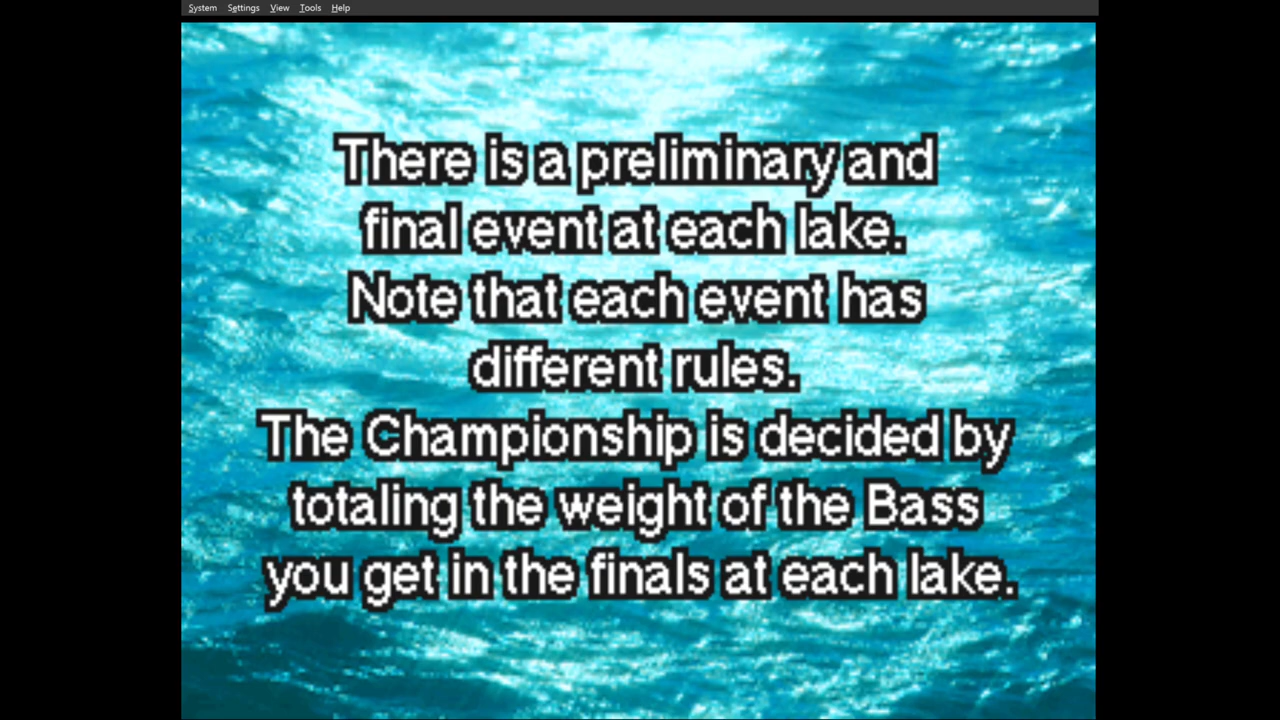 System Settings View Tools Help
There is a preliminary and
final event at each lake.
Note that each event has
different rules.
The Championship is decided by
totaling the weight of the Bass
you get in the finals at each lake.